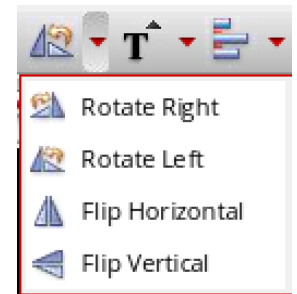 T
Rotate Right
Rotate Left
Flip Horizontal
Flip Vertical